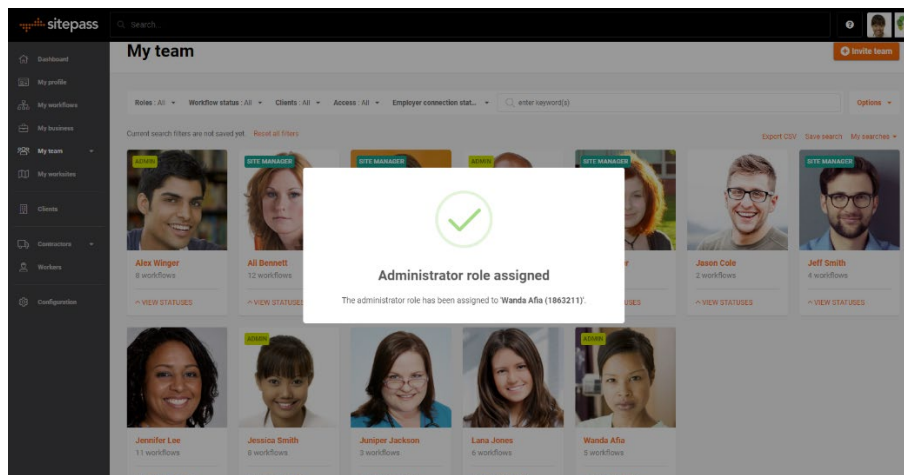 sitepass
Search...
Dashboard
My profile
My workflows
My business
My team
My worksites
Clients
Contractors
Workers
Configuration
My team
Invite team
Roles : All Workflow status : All Clients : All Access : All Employer connection stat... enter keyword(s) Options
Current search filters are not saved yet. Reset all filters
Export CSV Save search My searches
ADMIN SITE MANAGER SITE MANAGER ADMIN SITE MANAGER SITE MANAGER
Alex Winger Ali Bennett Jason Cole Jeff Smith
6 workflows 12 workflows 2 workflows 4 workflows
VIEW STATUSES VIEW STATUSES VIEW STATUSES VIEW STATUSES
Administrator role assigned
The administrator role has been assigned to 'Wanda Afia (1863211)'.
ADMIN ADMIN
Jennifer Lee Jessica Smith Juniper Jackson Lana Jones Wanda Afia
11 workflows 8 workflows 3 workflows 6 workflows 5 workflows